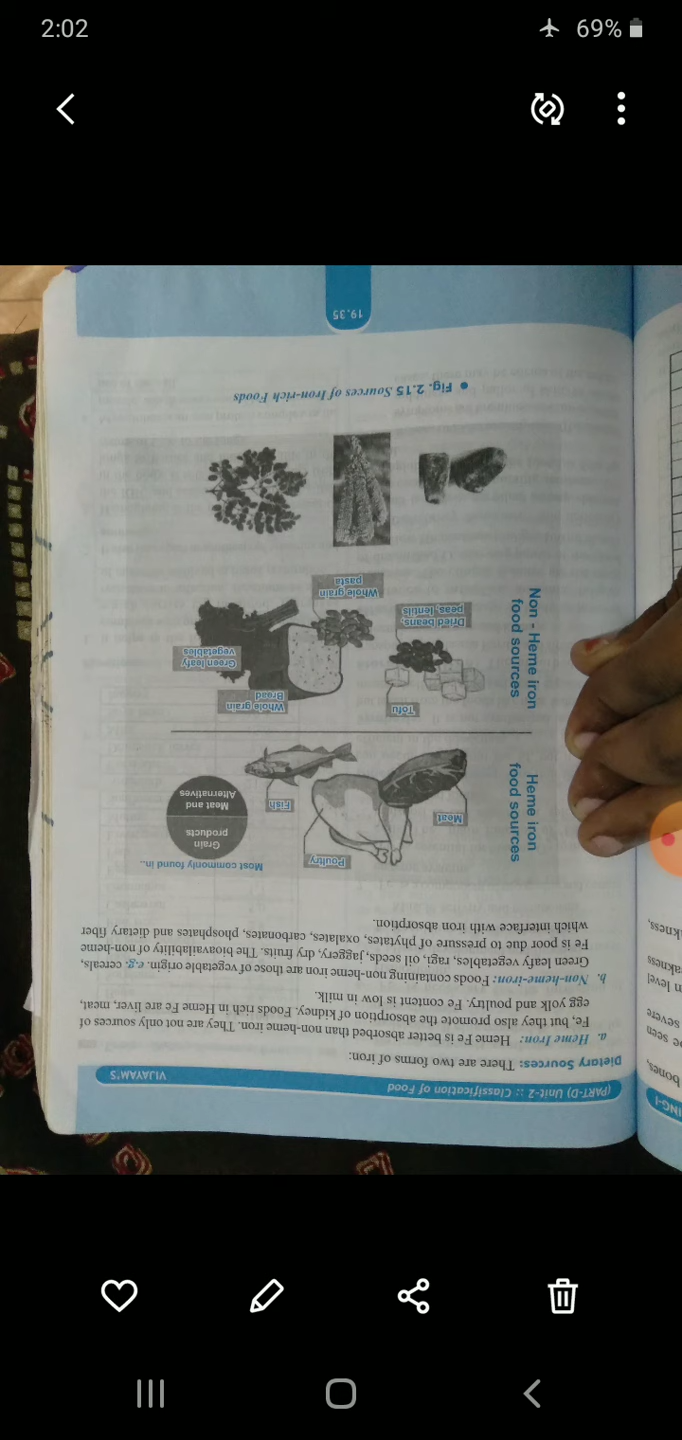 2:02
69%
VIJAYAM'S
(PART-D) Unit-2 :: Classification of Food
Dietary Sources: There are two forms of iron:
a. Heme Iron: Heme Fe is better absorbed than non-heme iron. They are not only sources of
Fe, but they also promote the absorption of kidney. Foods rich in Heme Fe are liver, meat,
egg yolk and poultry. Fe content is low in milk.
b. Non-heme-iron: Foods containing non-heme iron are those of vegetable origin. e.g. cereals,
Green leafy vegetables, ragi, oil seeds, jaggery, dry fruits. The bioavailability of non-heme
Fe is poor due to pressure of phytates, oxalates, carbonates, phosphates and dietary fiber
which interface with iron absorption.
Heme iron
food sources
Meat
Poultry
Fish
Most commonly found in..
Grain
products
Meat and
Alternatives
Non - Heme iron
food sources
Tofu
Dried beans,
peas, lentils
Whole grain
Bread
Whole grain
pasta
Green leafy
vegetables
• Fig. 2.15 Sources of Iron-rich Foods
19.35
ING-I
bones,
be seen
severe
n level
akness
kness,